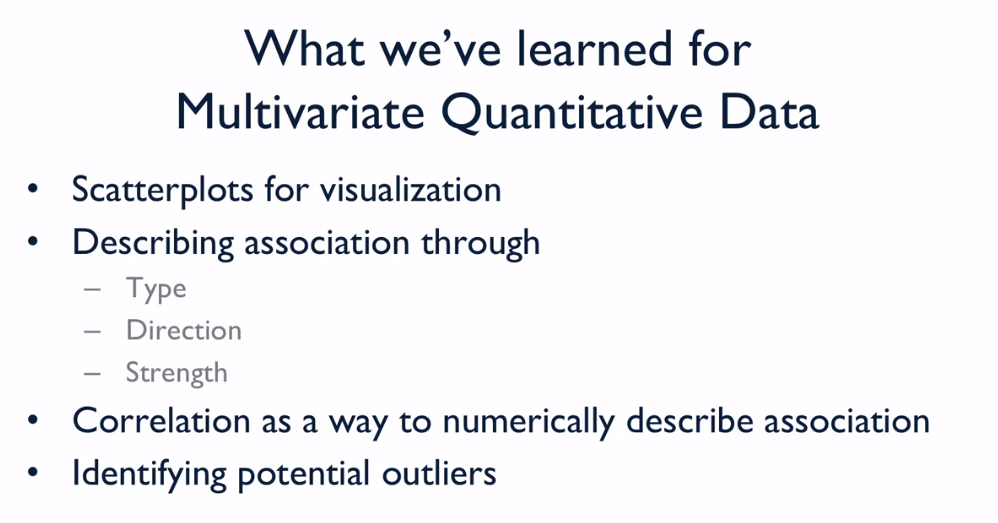 What we’ve learned for
Multivariate Quantitative Data
• Scatterplots for visualization
• Describing association through
– Type
– Direction
– Strength
• Correlation as a way to numerically describe association
• Identifying potential outliers